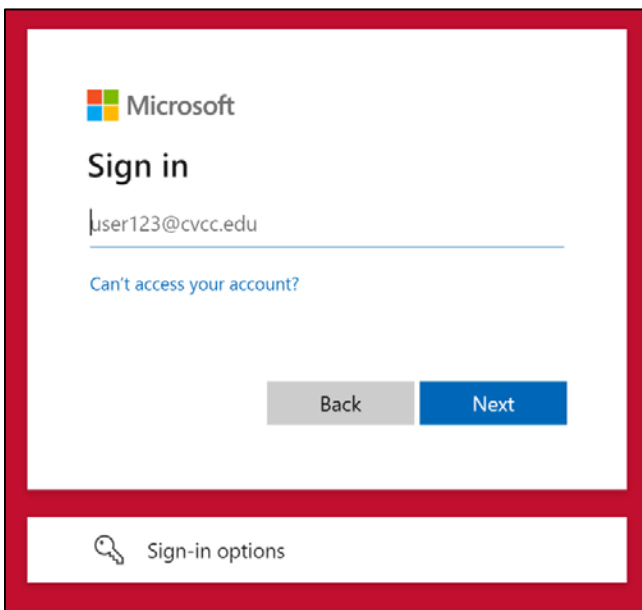 Microsoft
Sign in
user123@cvcc.edu
Can't access your account?
Back Next
Sign-in options